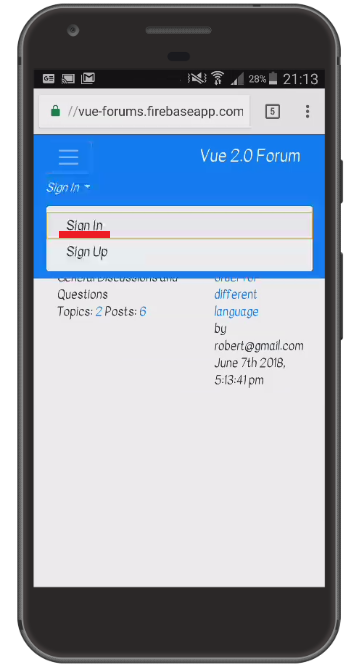 28% 21:13
//vue-forums.firebaseapp.com 5
Vue 2.0 Forum
Sign In
Sign In
Sign Up
General Discussions and
Questions
Topics: 2 Posts: 6
order for
different
language
by
robert@gmail.com
June 7th 2018,
5:13:41 pm